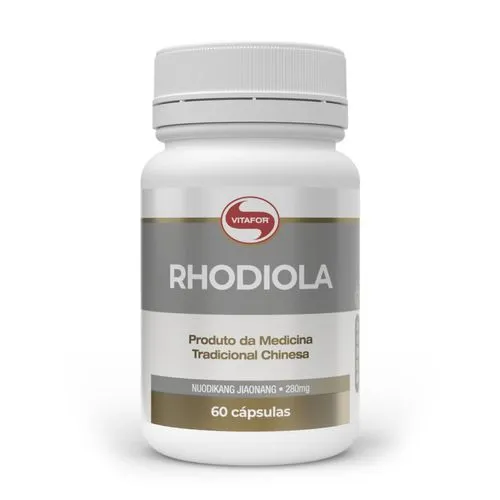 VITAFOR
RHODIOLA
Produto da Medicina
Tradicional Chinesa
NUODIKANG JIAONANG • 280mg
60 cápsulas